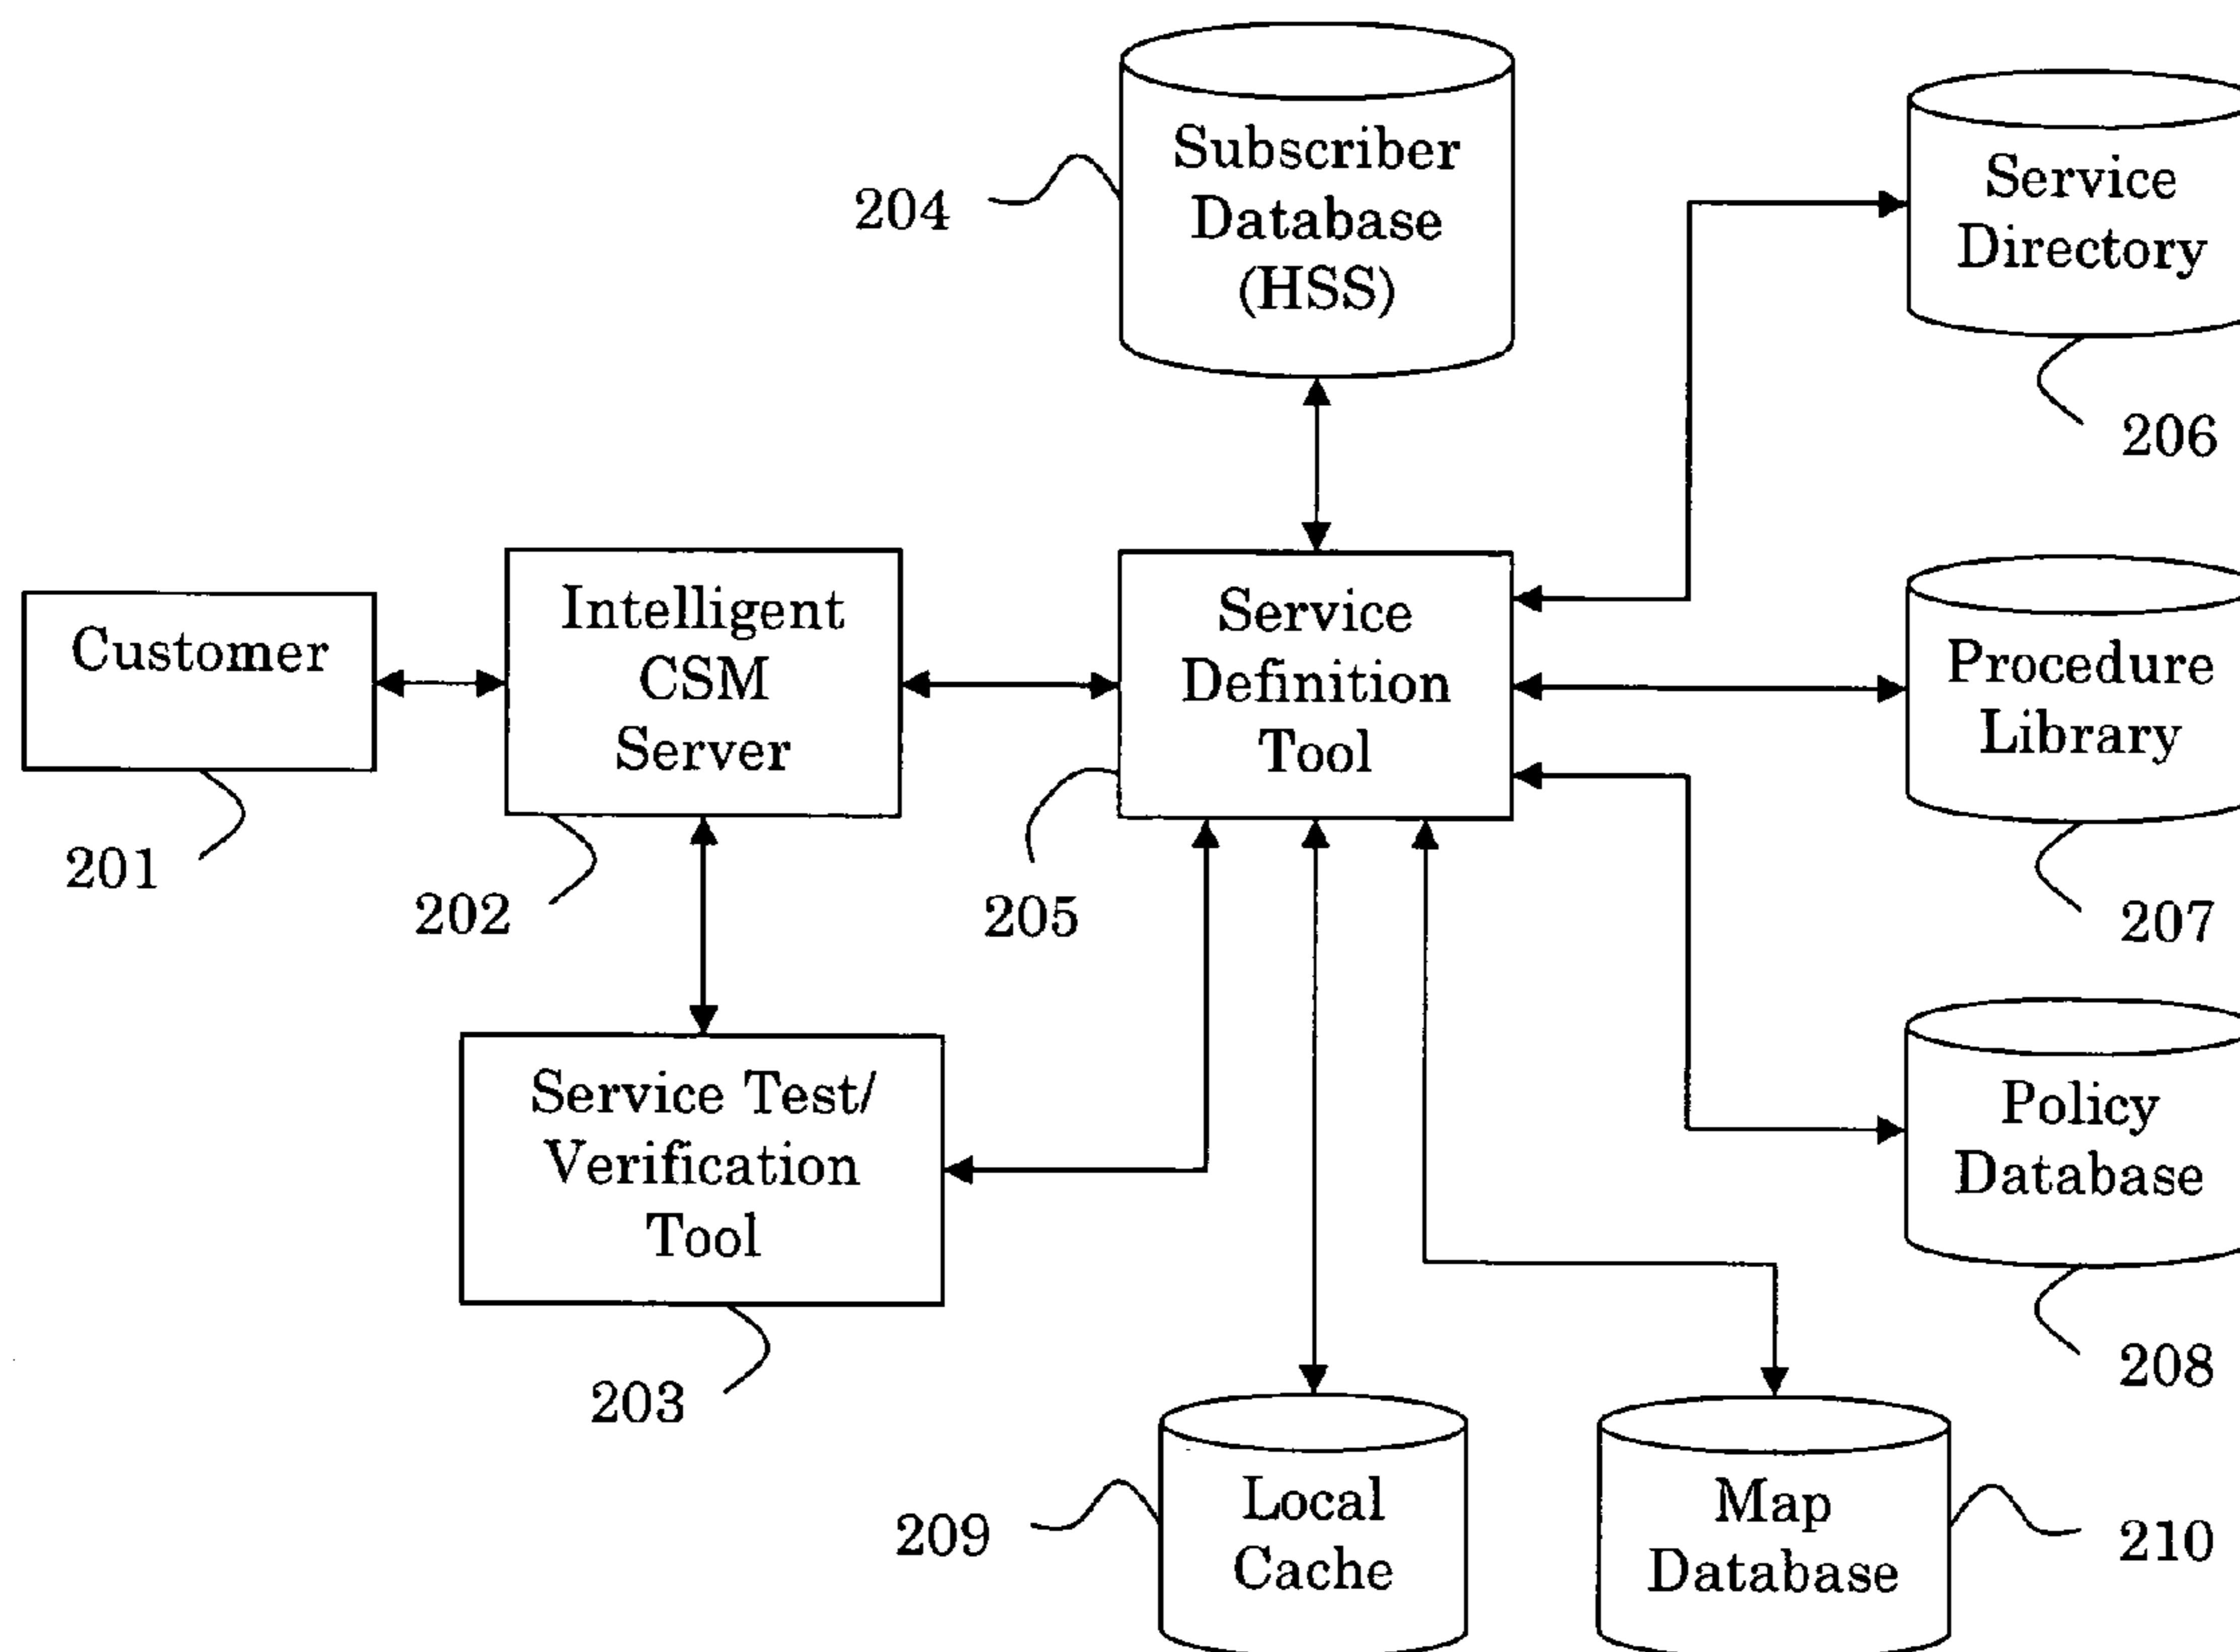 Subscriber
Database
(HSS)
204
Service
Directory
206
Customer
201
Intelligent
CSM
Server
202
Service
Definition
Tool
205
Procedure
Library
207
Service Test/
Verification
Tool
203
Policy
Database
208
Local
Cache
209
Map
Database
210